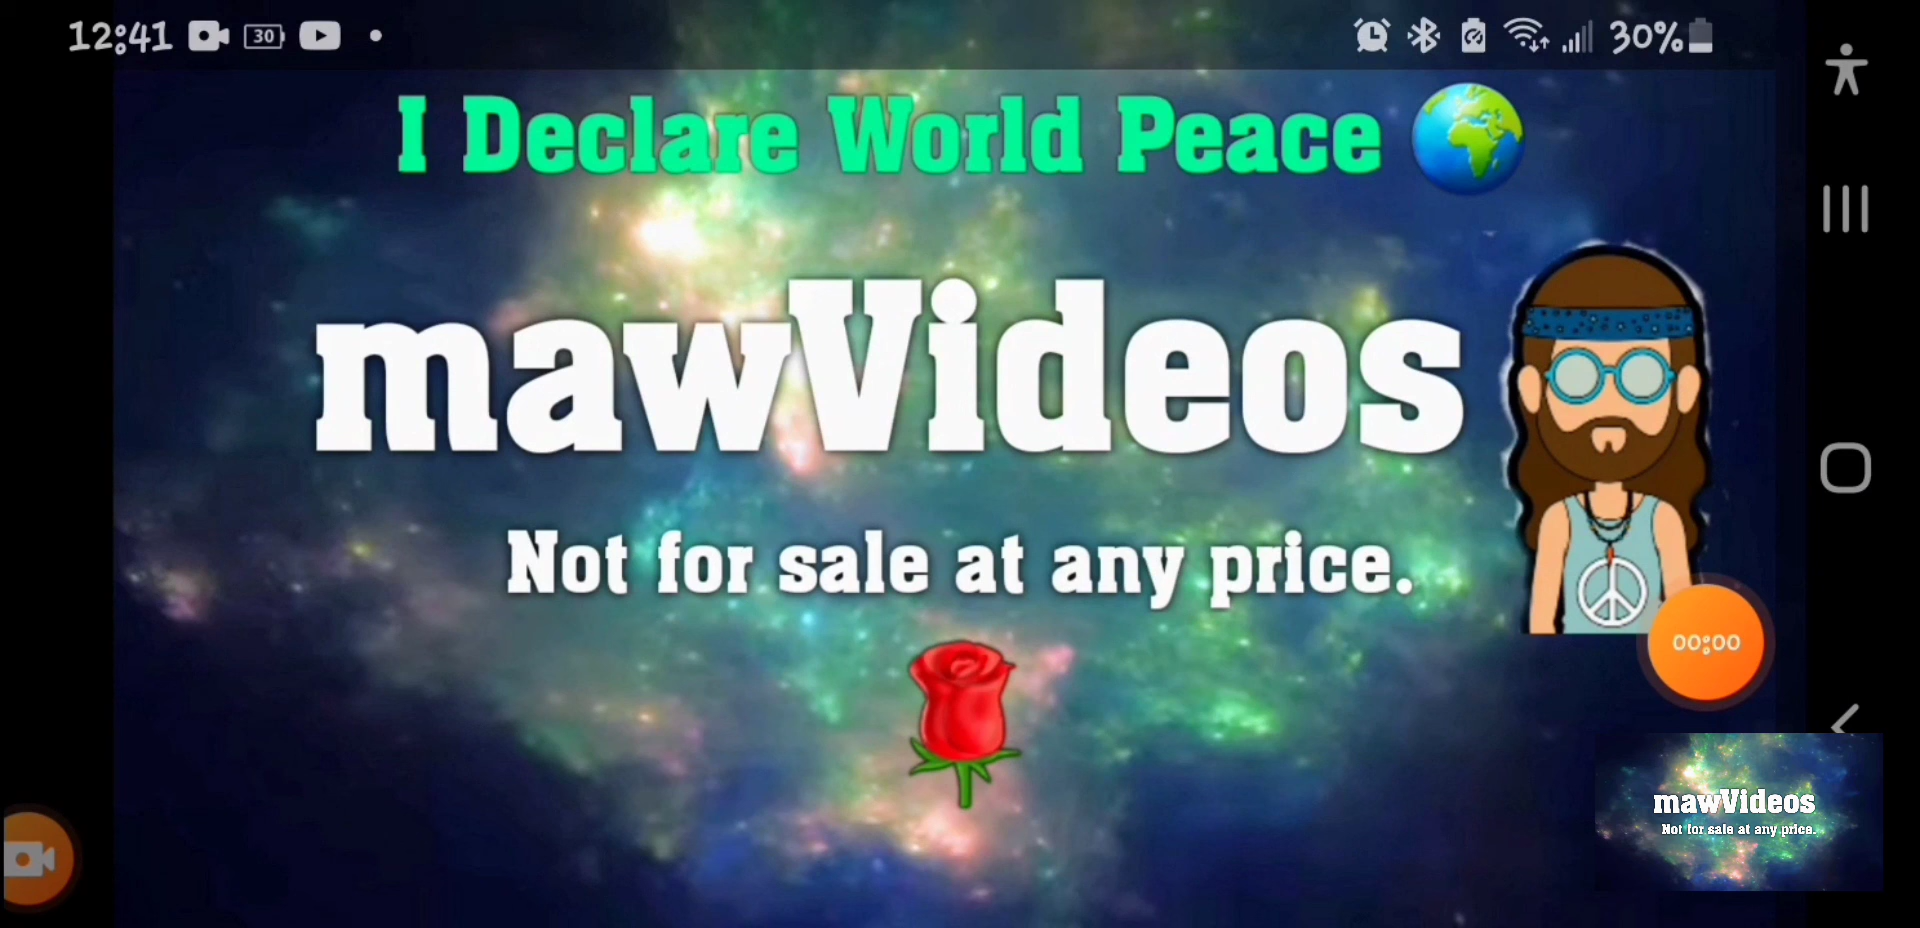 12:41 30 30%
I Declare World Peace
mawVideos
Not for sale at any price.
00:00
mawVideos
Not for sale at any price.